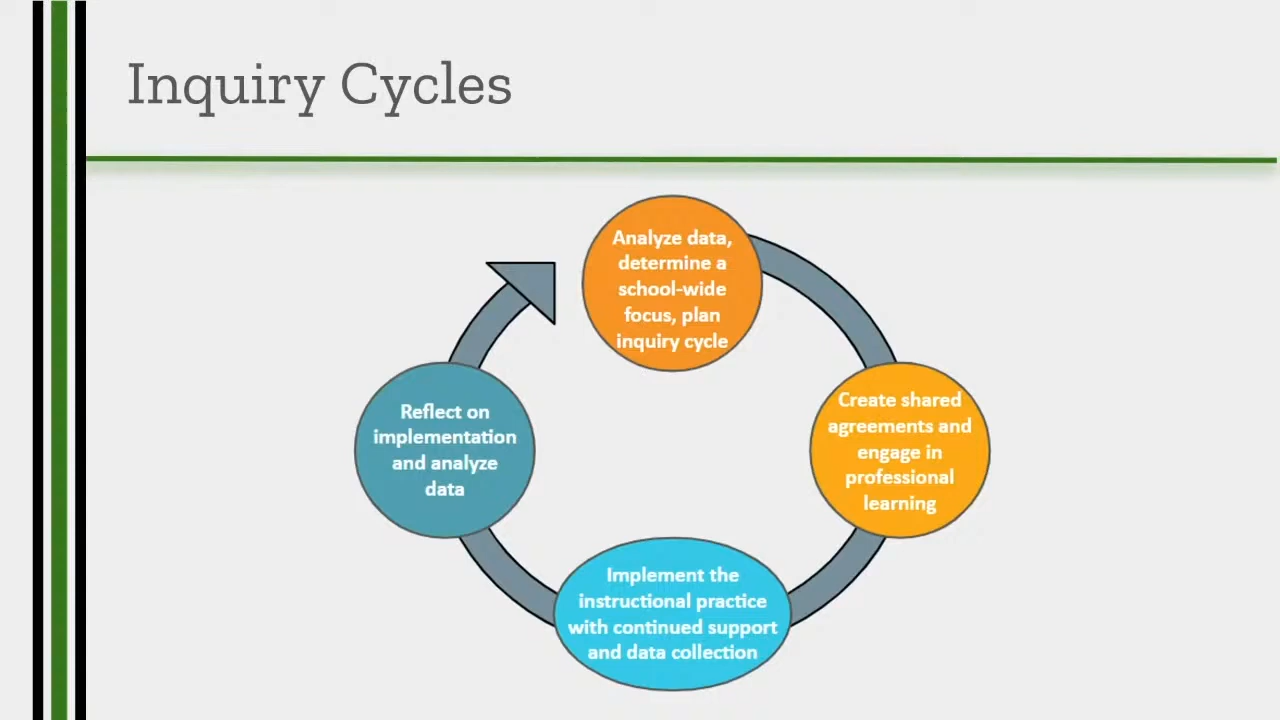 Inquiry Cycles
Analyze data,
determine a
school-wide
focus, plan
inquiry cycle
Create shared
agreements and
engage in
professional
learning
Implement the
instructional practice
with continued support
and data collection
Reflect on
implementation
and analyze
data